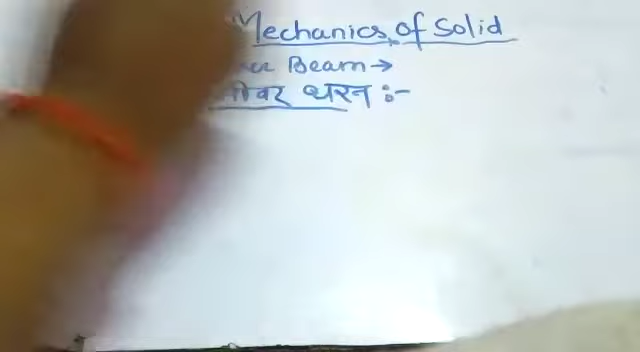 Mechanics of Solid
Beam →
धरन :-